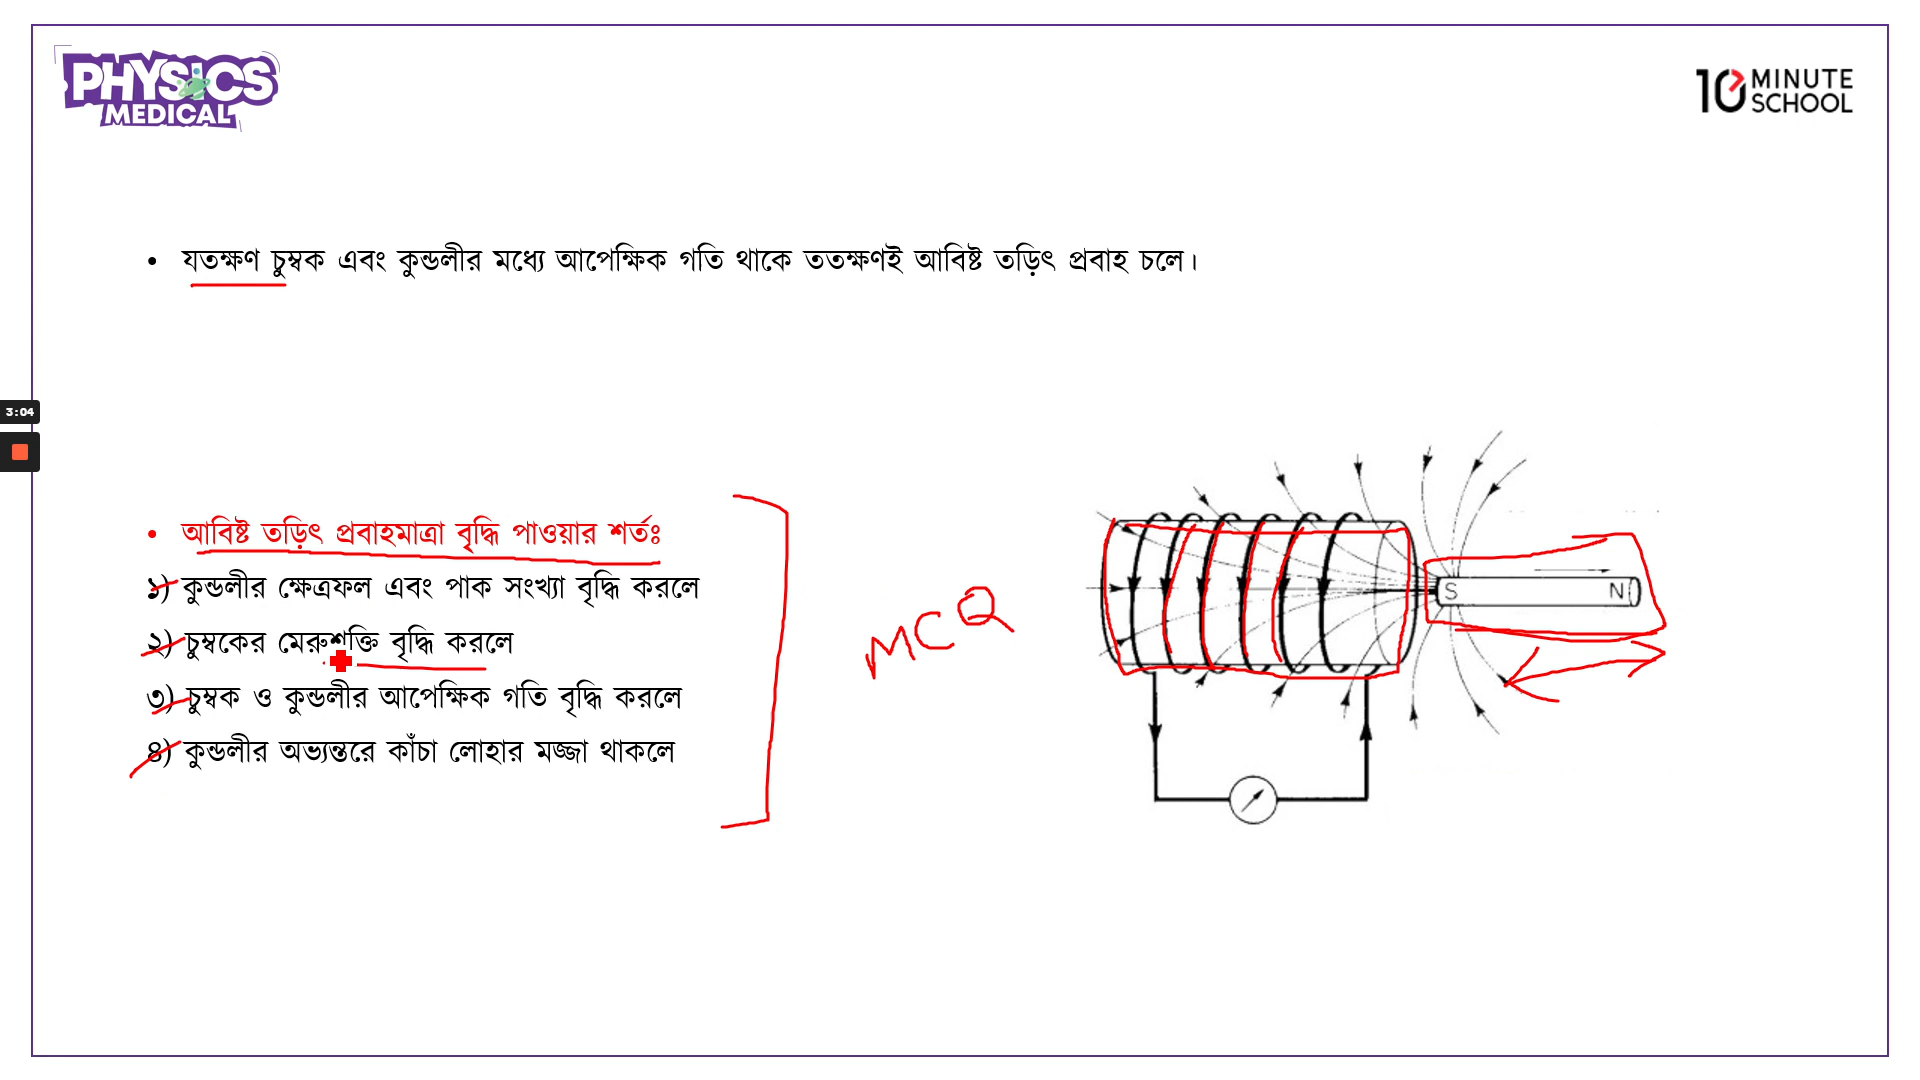 PHYSICS
MEDICAL
10 MINUTE
SCHOOL
• যতক্ষণ চুম্বক এবং কুন্ডলীর মধ্যে আপেক্ষিক গতি থাকে ততক্ষণই আবিষ্ট তড়িৎ প্রবাহ চলে।
3:04
• আবিষ্ট তড়িৎ প্রবাহমাত্রা বৃদ্ধি পাওয়ার শর্তঃ
১) কুন্ডলীর ক্ষেত্রফল এবং পাক সংখ্যা বৃদ্ধি করলে
২) চুম্বকের মেরুশক্তি বৃদ্ধি করলে
৩) চুম্বক ও কুন্ডলীর আপেক্ষিক গতি বৃদ্ধি করলে
৪) কুন্ডলীর অভ্যন্তরে কাঁচা লোহার মজ্জা থাকলে
MCQ
S N